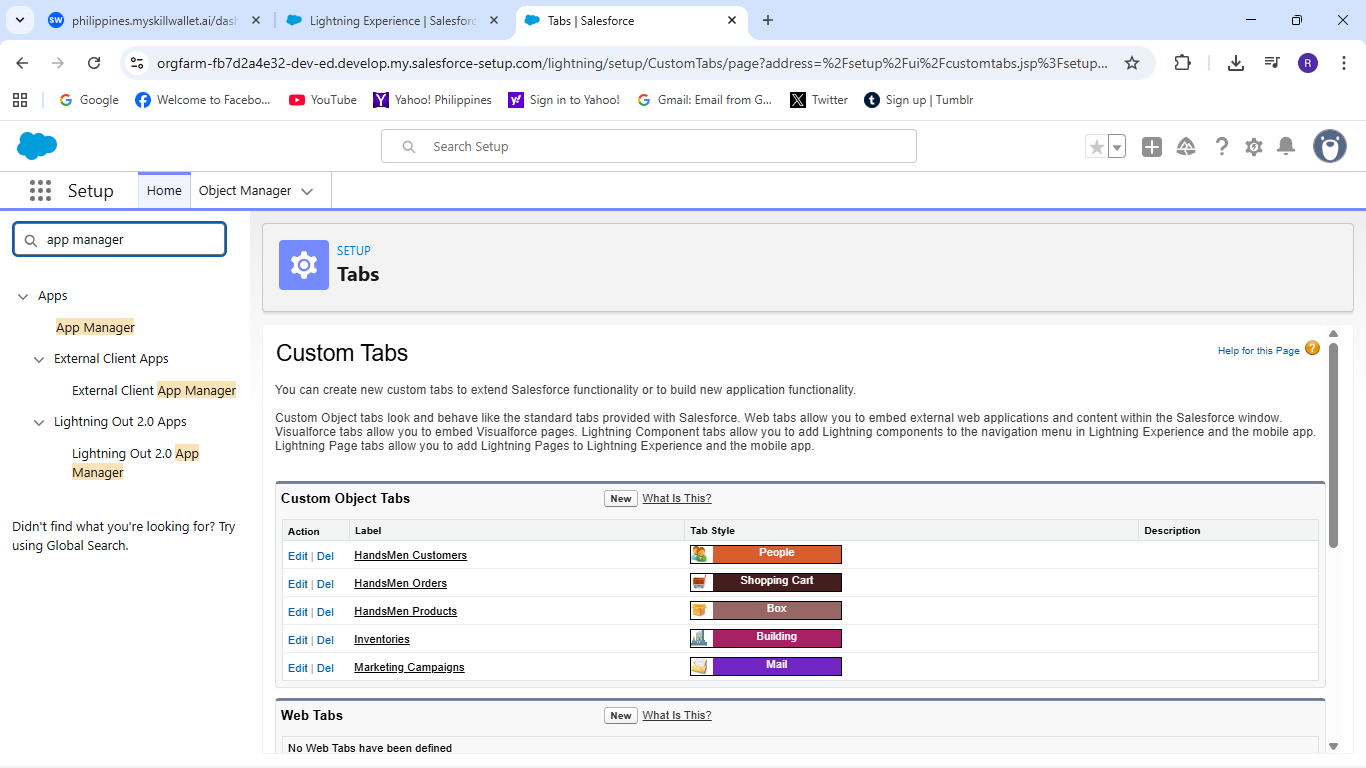 philippines.myskillwallet.ai/dash
Lightning Experience | Salesforc
Tabs | Salesforce
orgfarm-fb7d2a4e32-dev-ed.develop.my.salesforce-setup.com/lightning/setup/CustomTabs/page?address=%2Fsetup%2Fui%2Fcustomtabs.jsp%3Fsetup...
R
Google
Welcome to Facebo...
YouTube
Yahoo! Philippines
Sign in to Yahoo!
Gmail: Email from G...
Twitter
Sign up | Tumblr
Search Setup
Setup
Home
Object Manager
app manager
Apps
App Manager
External Client Apps
External Client App Manager
Lightning Out 2.0 Apps
Lightning Out 2.0 App
Manager
Didn't find what you're looking for? Try
using Global Search.
SETUP
Tabs
Custom Tabs
Help for this Page
You can create new custom tabs to extend Salesforce functionality or to build new application functionality.
Custom Object tabs look and behave like the standard tabs provided with Salesforce. Web tabs allow you to embed external web applications and content within the Salesforce window.
Visualforce tabs allow you to embed Visualforce pages. Lightning Component tabs allow you to add Lightning components to the navigation menu in Lightning Experience and the mobile app.
Lightning Page tabs allow you to add Lightning Pages to Lightning Experience and the mobile app.
Custom Object Tabs New What Is This?
Action Label Tab Style Description
Edit | Del HandsMen Customers People
Edit | Del HandsMen Orders Shopping Cart
Edit | Del HandsMen Products Box
Edit | Del Inventories Building
Edit | Del Marketing Campaigns Mail
Web Tabs New What Is This?
No Web Tabs have been defined